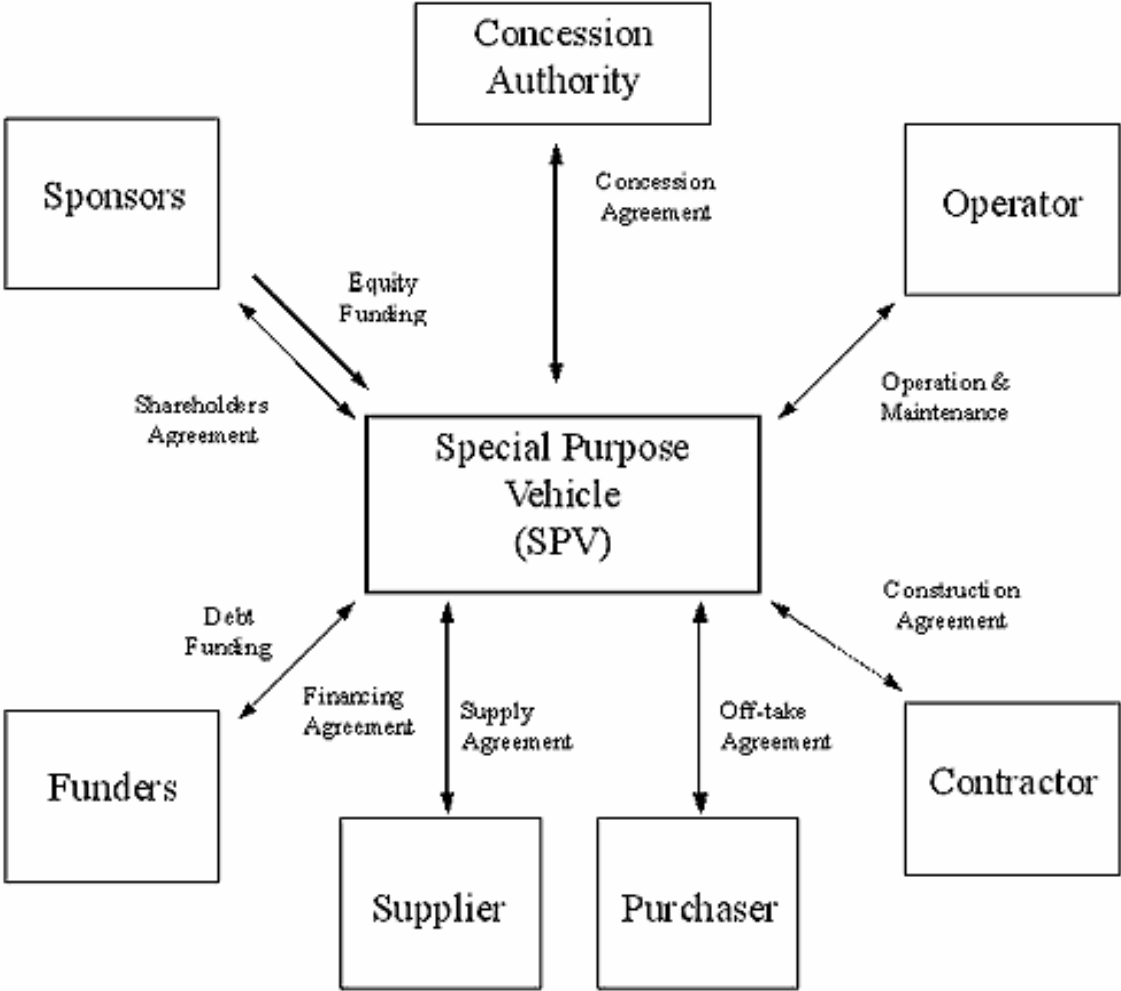 Concession
Authority
Sponsors
Concession
Agreement
Operator
Equity
Funding
Shareholders
Agreement
Operation &
Maintenance
Special Purpose
Vehicle
(SPV)
Debt
Funding
Construction
Agreement
Financing
Agreement
Supply
Agreement
Off-take
Agreement
Funders
Contractor
Supplier
Purchaser